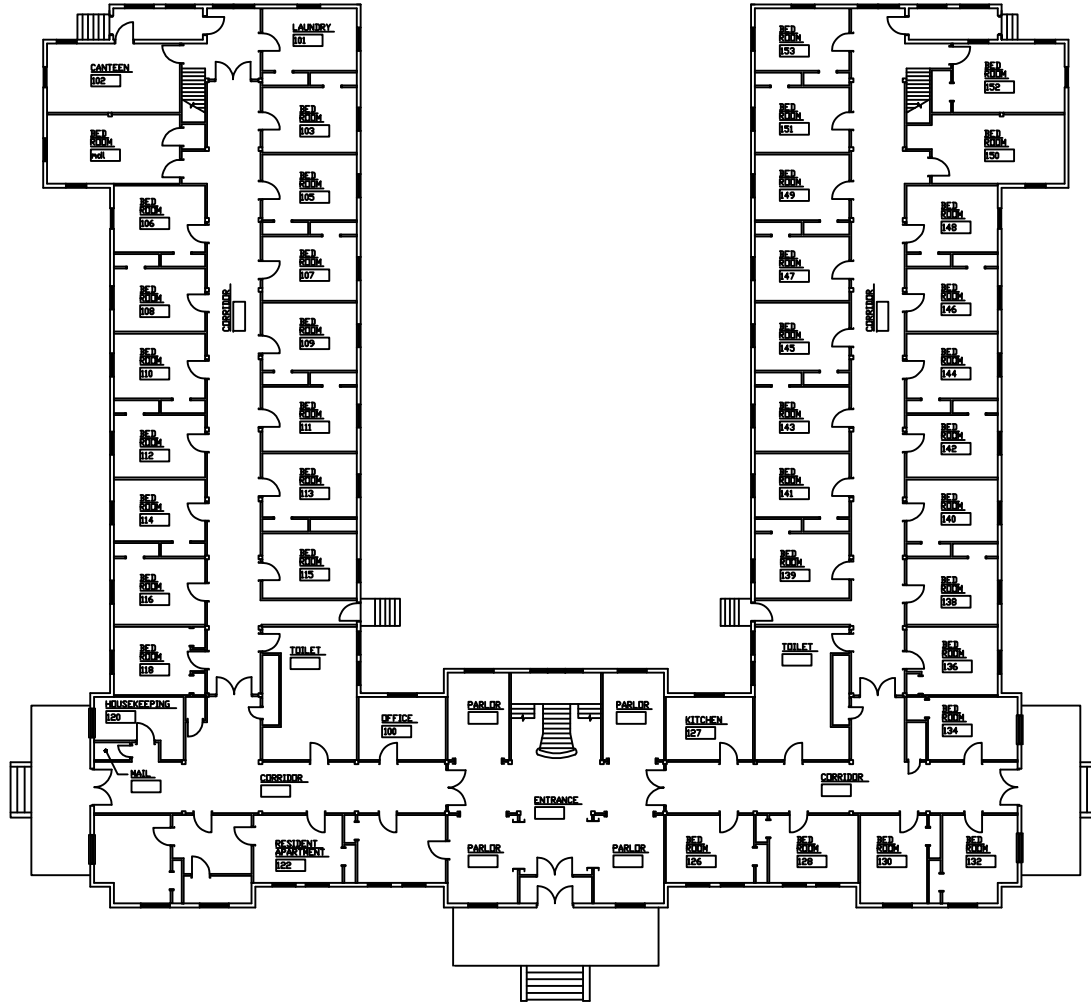 LAUNDRY
101
CANTEEN
102
BED
ROOM
103
BED
ROOM
mdl
BED
ROOM
105
BED
ROOM
106
BED
ROOM
107
BED
ROOM
108
CORRIDOR
BED
ROOM
109
BED
ROOM
110
BED
ROOM
111
BED
ROOM
112
BED
ROOM
113
BED
ROOM
114
BED
ROOM
115
BED
ROOM
116
BED
ROOM
118
TOILET
HOUSEKEEPING
120
MAIL
OFFICE
100
CORRIDOR
RESIDENT
APARTMENT
122
PARLOR
PARLOR
ENTRANCE
PARLOR
PARLOR
BED
ROOM
153
BED
ROOM
152
BED
ROOM
151
BED
ROOM
150
BED
ROOM
149
BED
ROOM
148
BED
ROOM
147
BED
ROOM
146
CORRIDOR
BED
ROOM
145
BED
ROOM
144
BED
ROOM
143
BED
ROOM
142
BED
ROOM
141
BED
ROOM
140
BED
ROOM
139
BED
ROOM
138
TOILET
BED
ROOM
136
KITCHEN
127
BED
ROOM
134
CORRIDOR
BED
ROOM
126
BED
ROOM
128
BED
ROOM
130
BED
ROOM
132